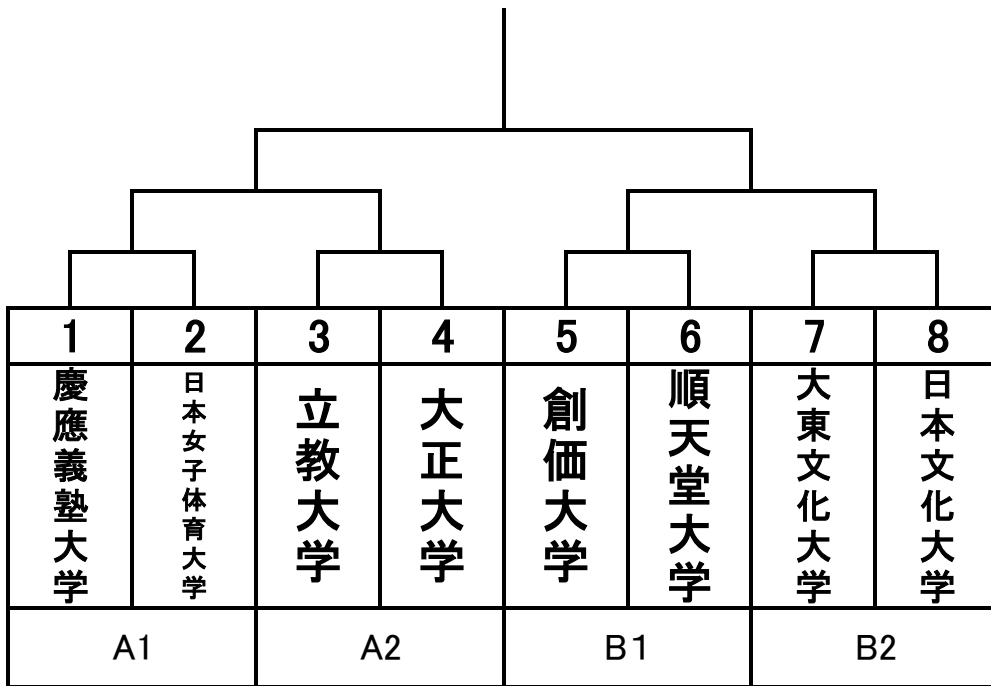 1 2 3 4 5 6 7 8
慶應義塾大学
日本女子体育大学
立教大学
大正大学
創価大学
順天堂大学
大東文化大学
日本文化大学
A1 A2 B1 B2